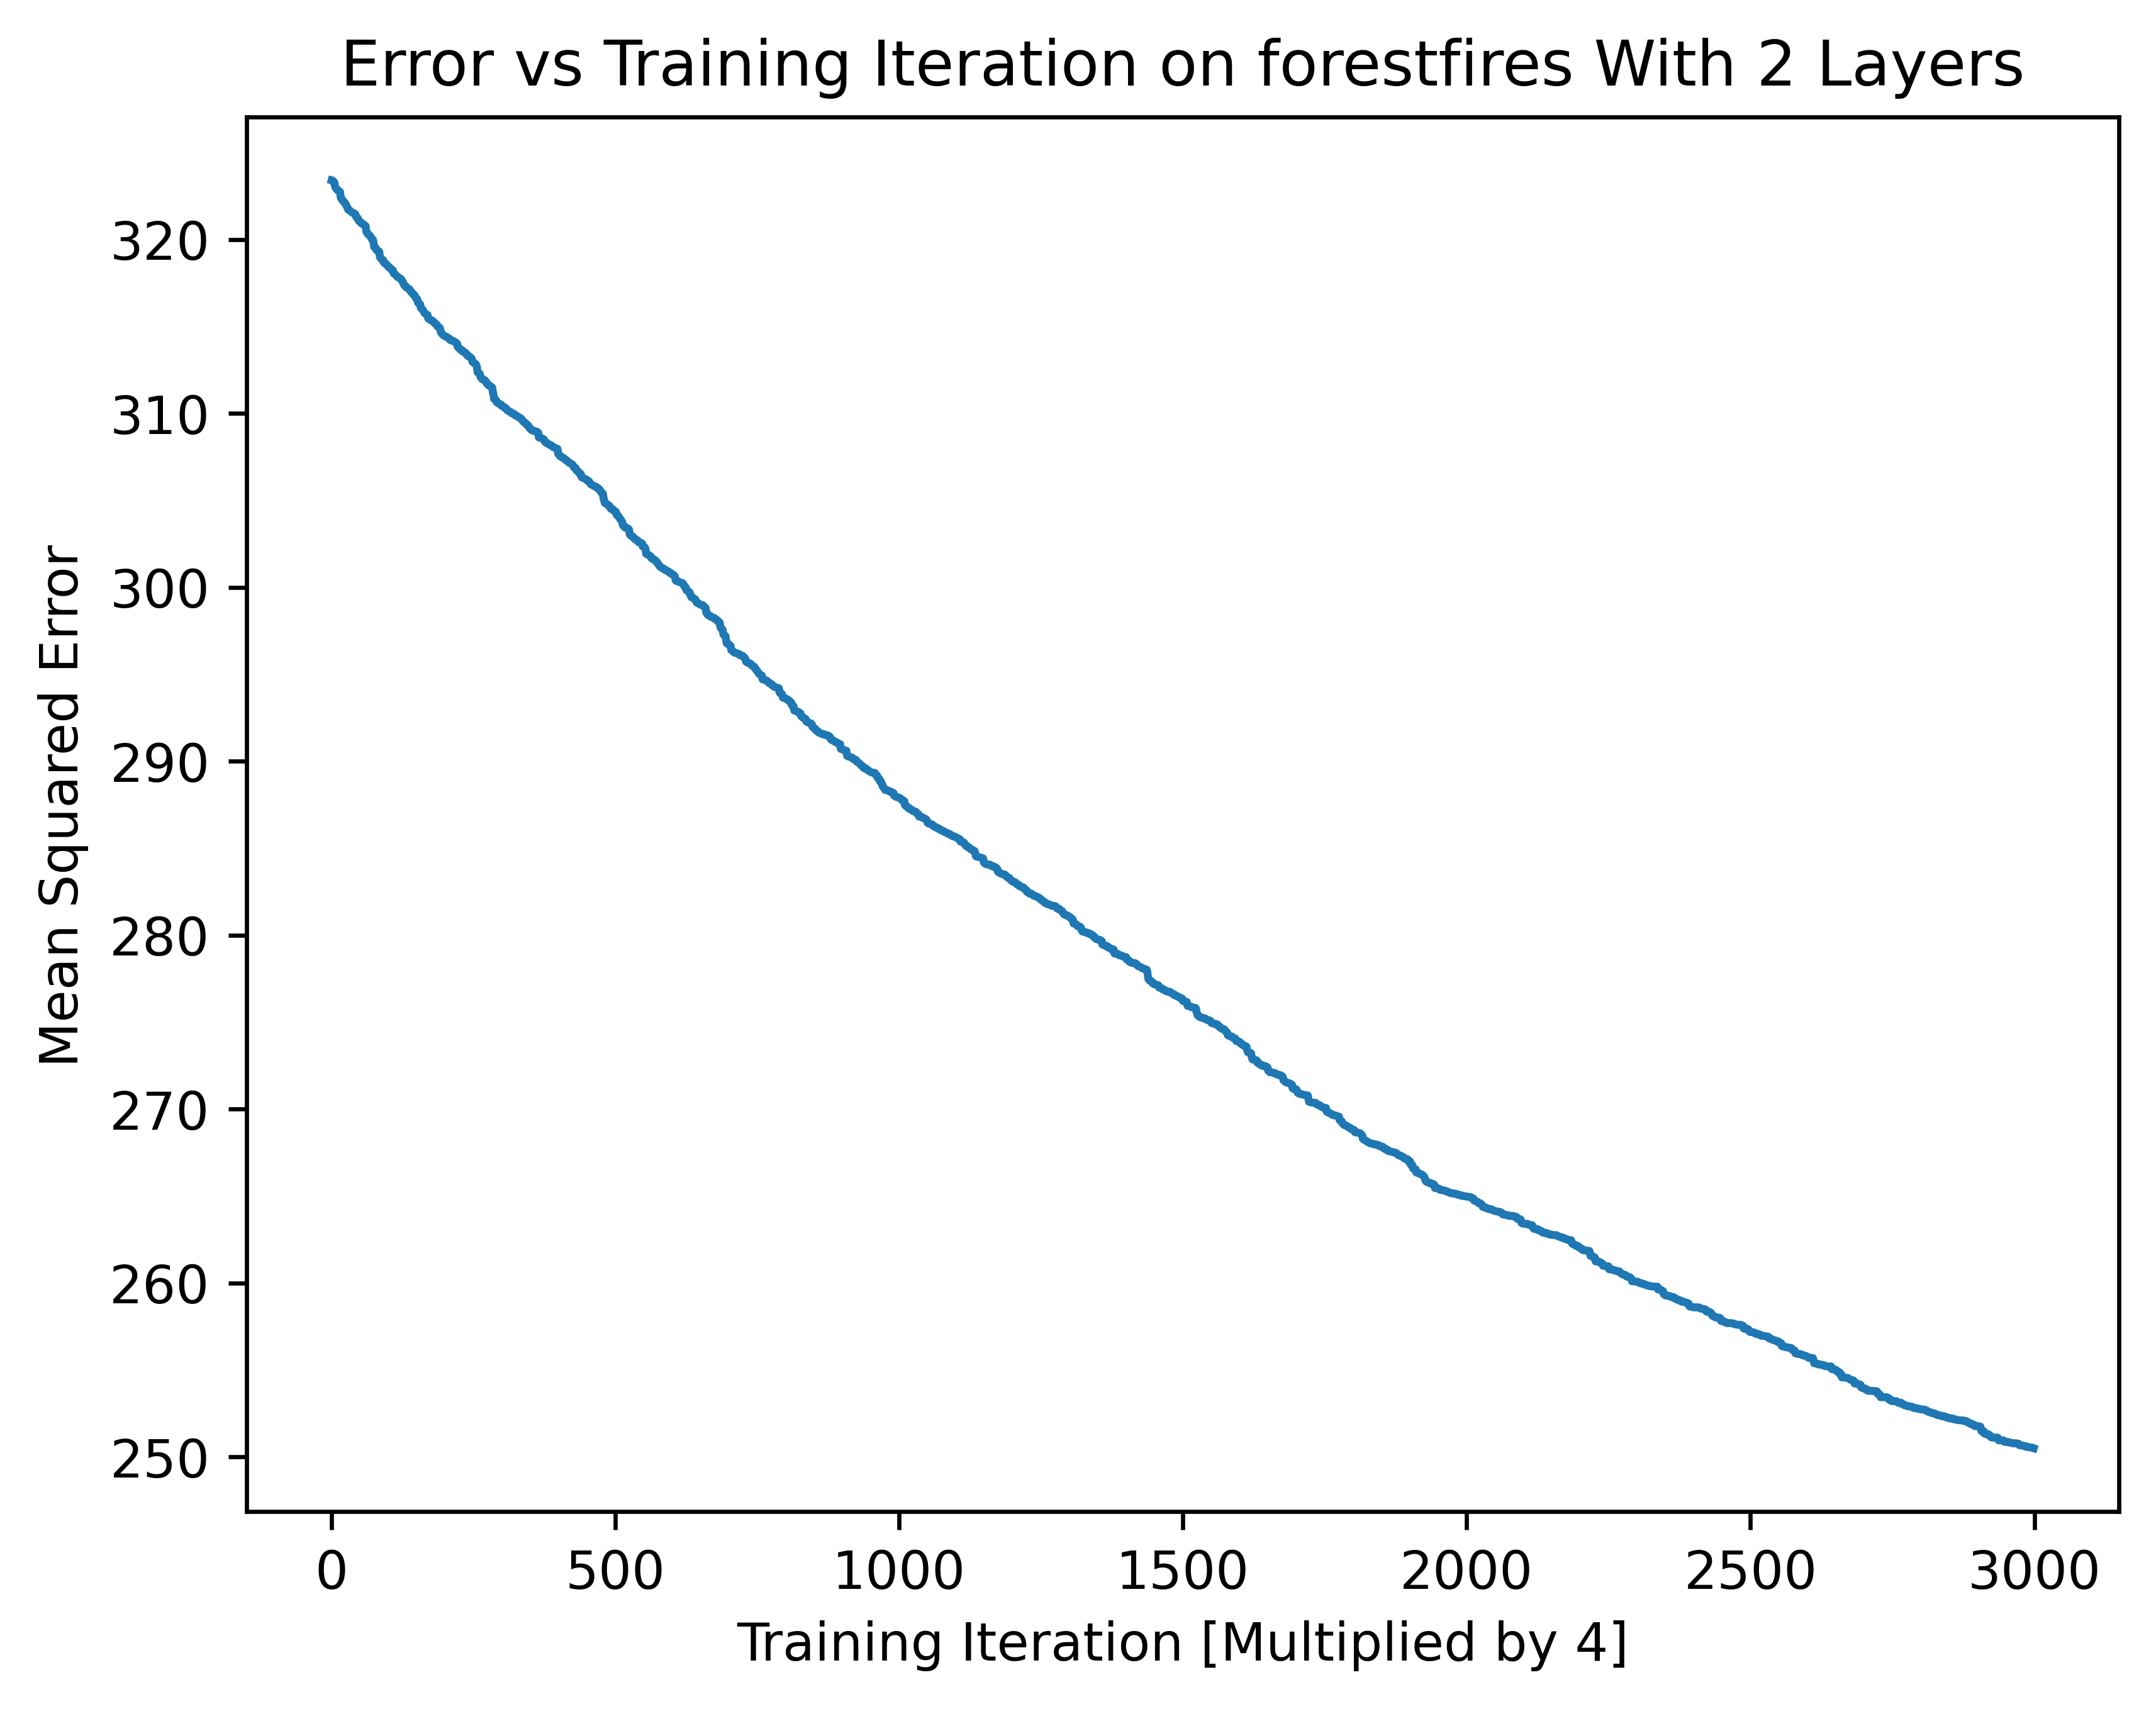 Error vs Training Iteration on forestfires With 2 Layers
Mean Squared Error
320
310
300
290
280
270
260
250
0 500 1000 1500 2000 2500 3000
Training Iteration [Multiplied by 4]